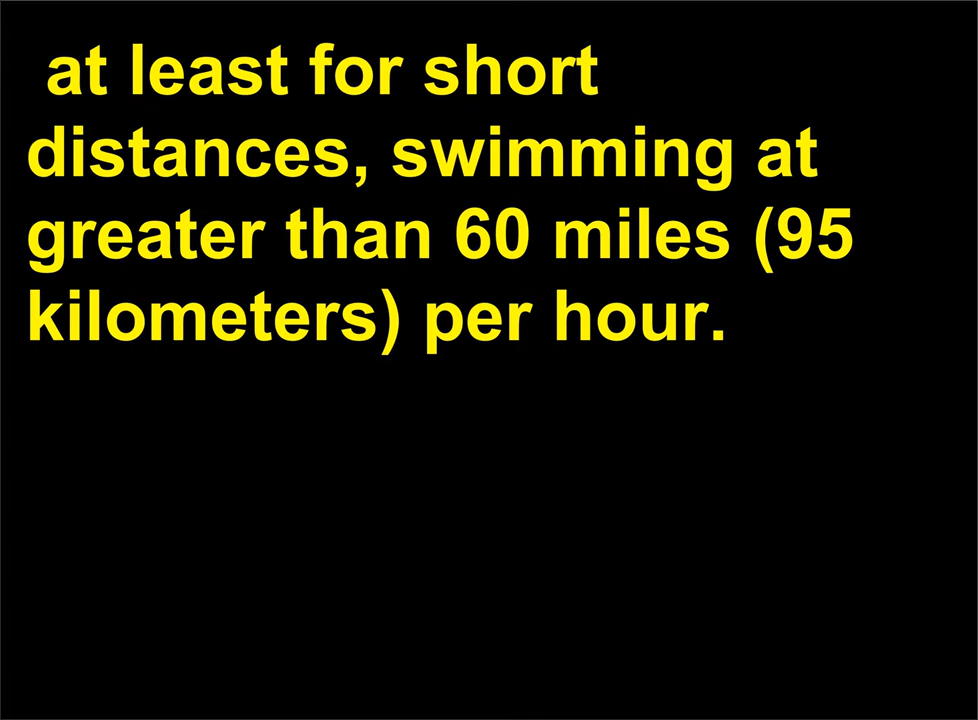 at least for short
distances, swimming at
greater than 60 miles (95
kilometers) per hour.